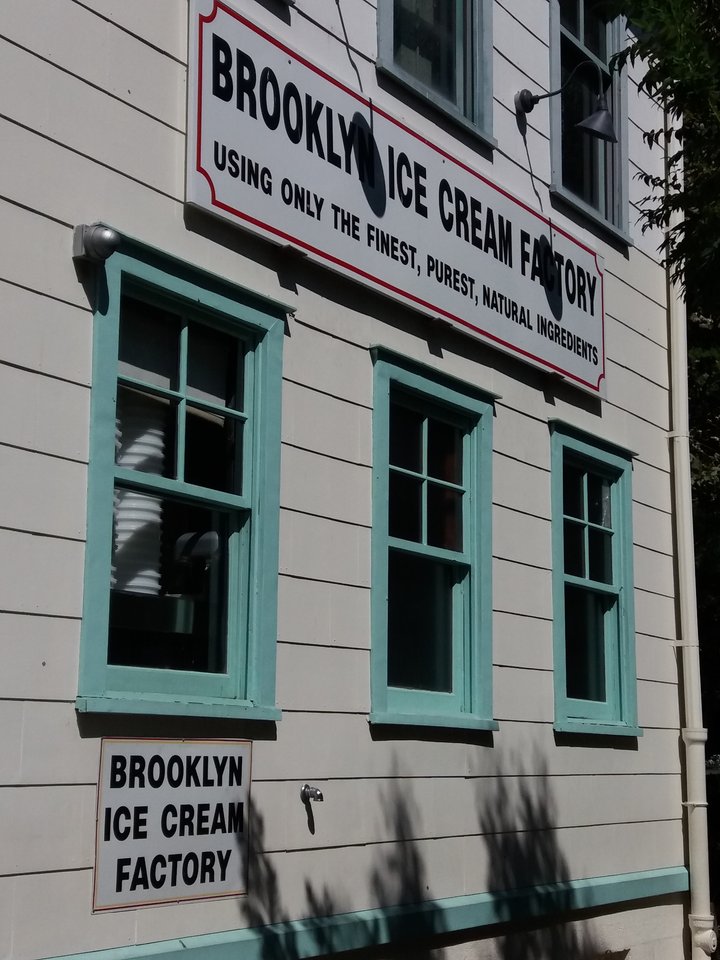 BROOKLYN ICE CREAM FACTORY
USING ONLY THE FINEST, PUREST, NATURAL INGREDIENTS
BROOKLYN
ICE CREAM
FACTORY